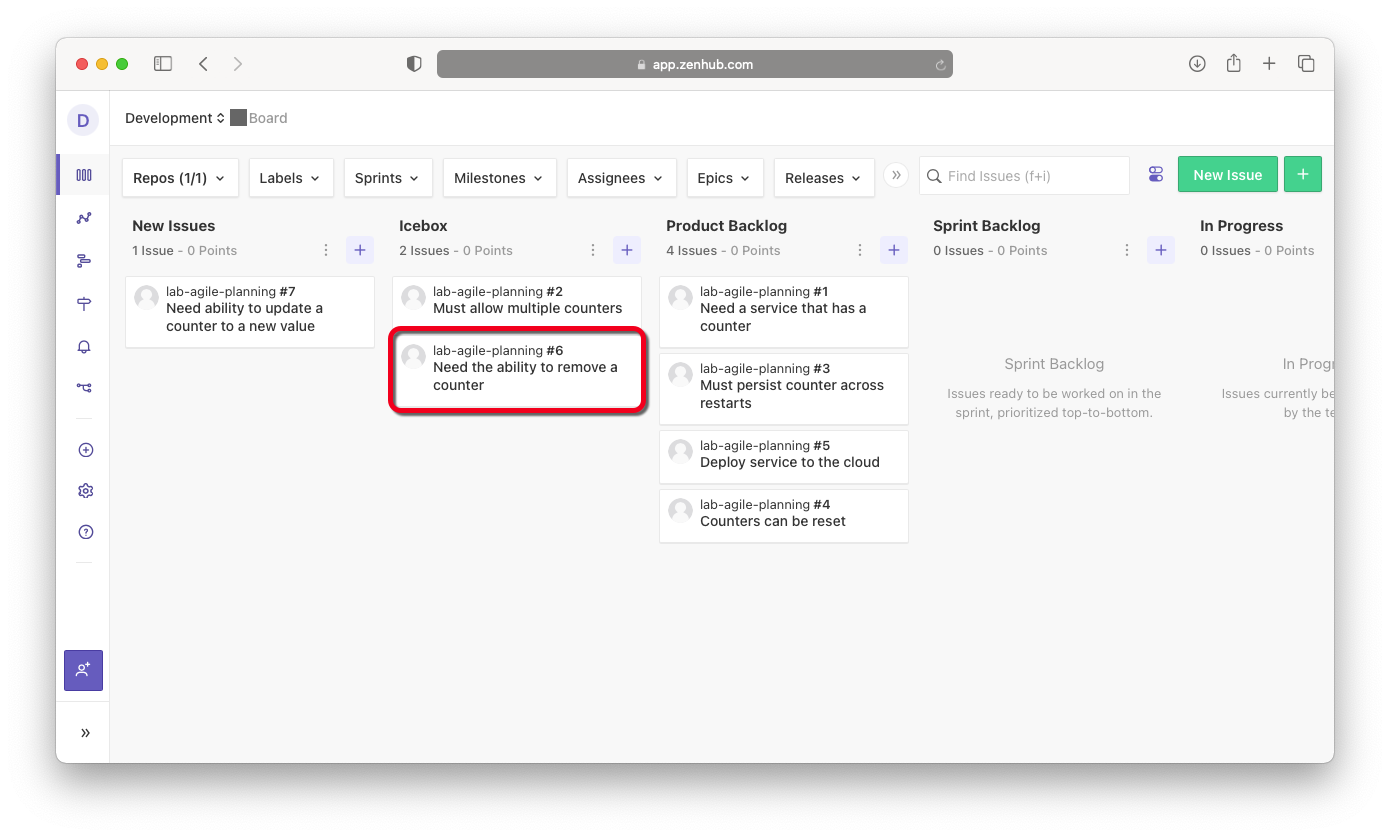 app.zenhub.com
D
Development Board
Repos (1/1)
Labels
Sprints
Milestones
Assignees
Epics
Releases
»
Find Issues (f+i)
New Issue
+
New Issues
1 Issue - 0 Points
+
lab-agile-planning #7
Need ability to update a
counter to a new value
Icebox
2 Issues - 0 Points
+
lab-agile-planning #2
Must allow multiple counters
lab-agile-planning #6
Need the ability to remove a
counter
Product Backlog
4 Issues - 0 Points
+
lab-agile-planning #1
Need a service that has a
counter
lab-agile-planning #3
Must persist counter across
restarts
lab-agile-planning #5
Deploy service to the cloud
lab-agile-planning #4
Counters can be reset
Sprint Backlog
0 Issues - 0 Points
+
Sprint Backlog
Issues ready to be worked on in the
sprint, prioritized top-to-bottom.
In Progress
0 Issues - 0 Points
In Progr
Issues currently be
by the te
»